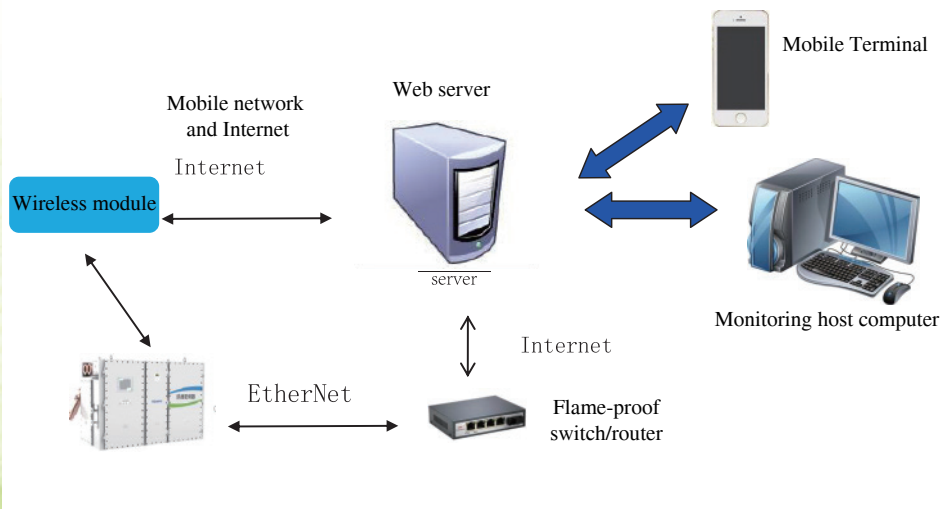 Mobile Terminal
Web server
Mobile network
and Internet
Internet
Wireless module
server
Monitoring host computer
Internet
EtherNet
Flame-proof
switch/router